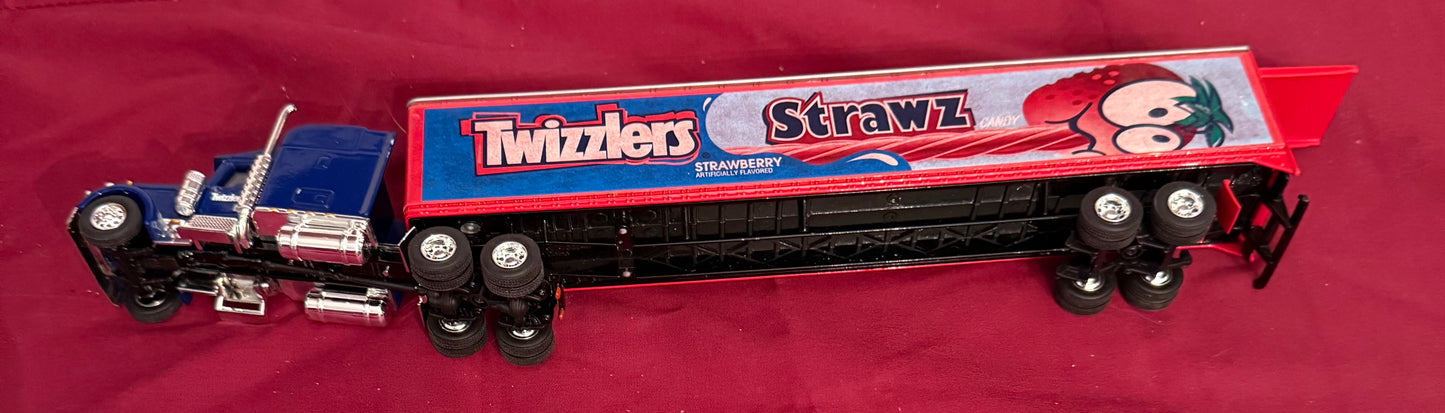 Twizzlers
Strawz
CANDY
STRAWBERRY
ARTIFICIALLY FLAVORED